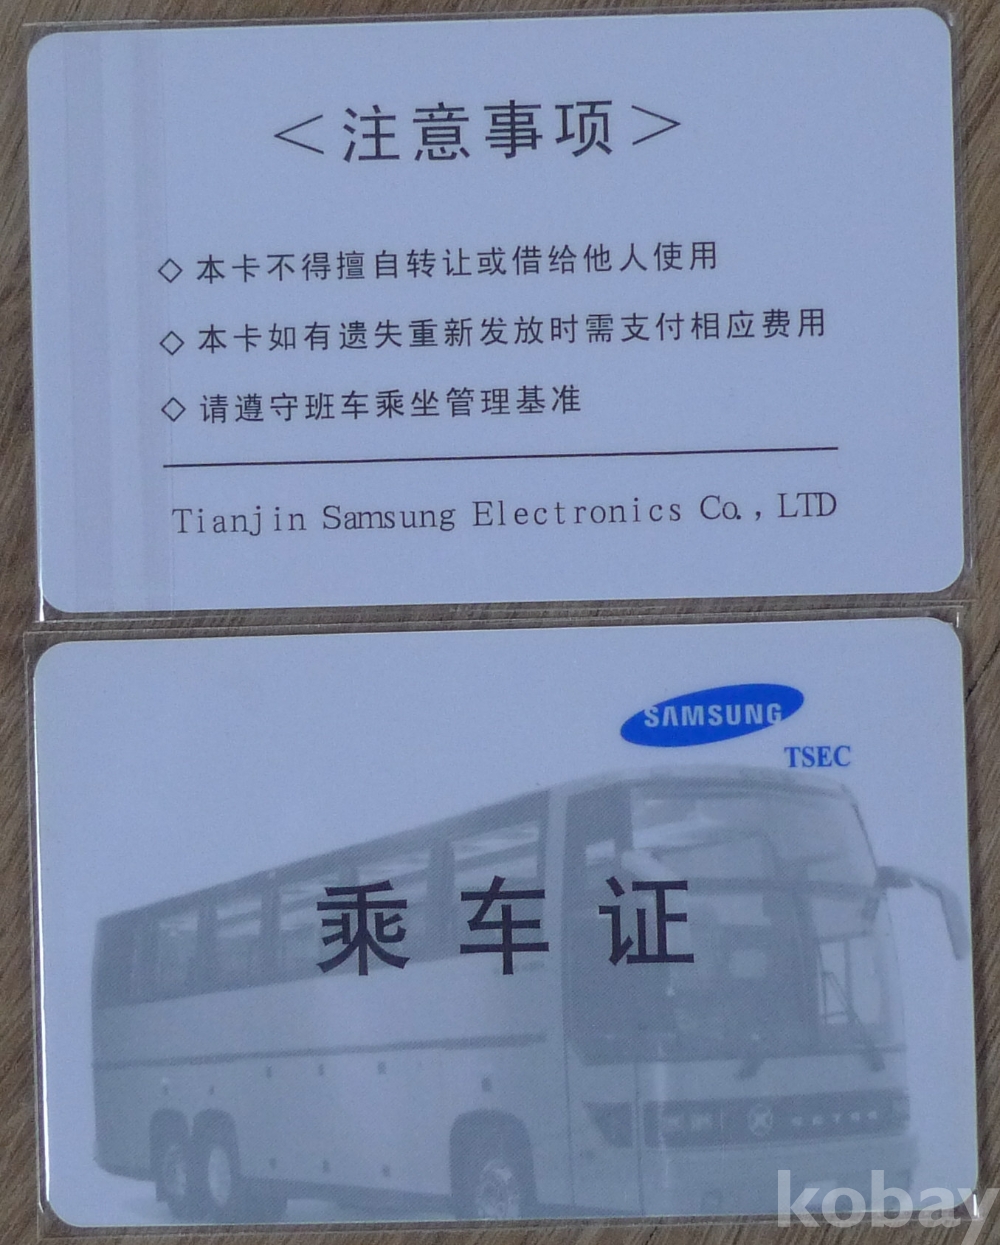 <注意事项>
◇ 本卡不得擅自转让或借给他人使用
◇ 本卡如有遗失重新发放时需支付相应费用
◇ 请遵守班车乘坐管理基准
Tianjin Samsung Electronics Co., LTD
SAMSUNG
TSEC
乘车证
kobay